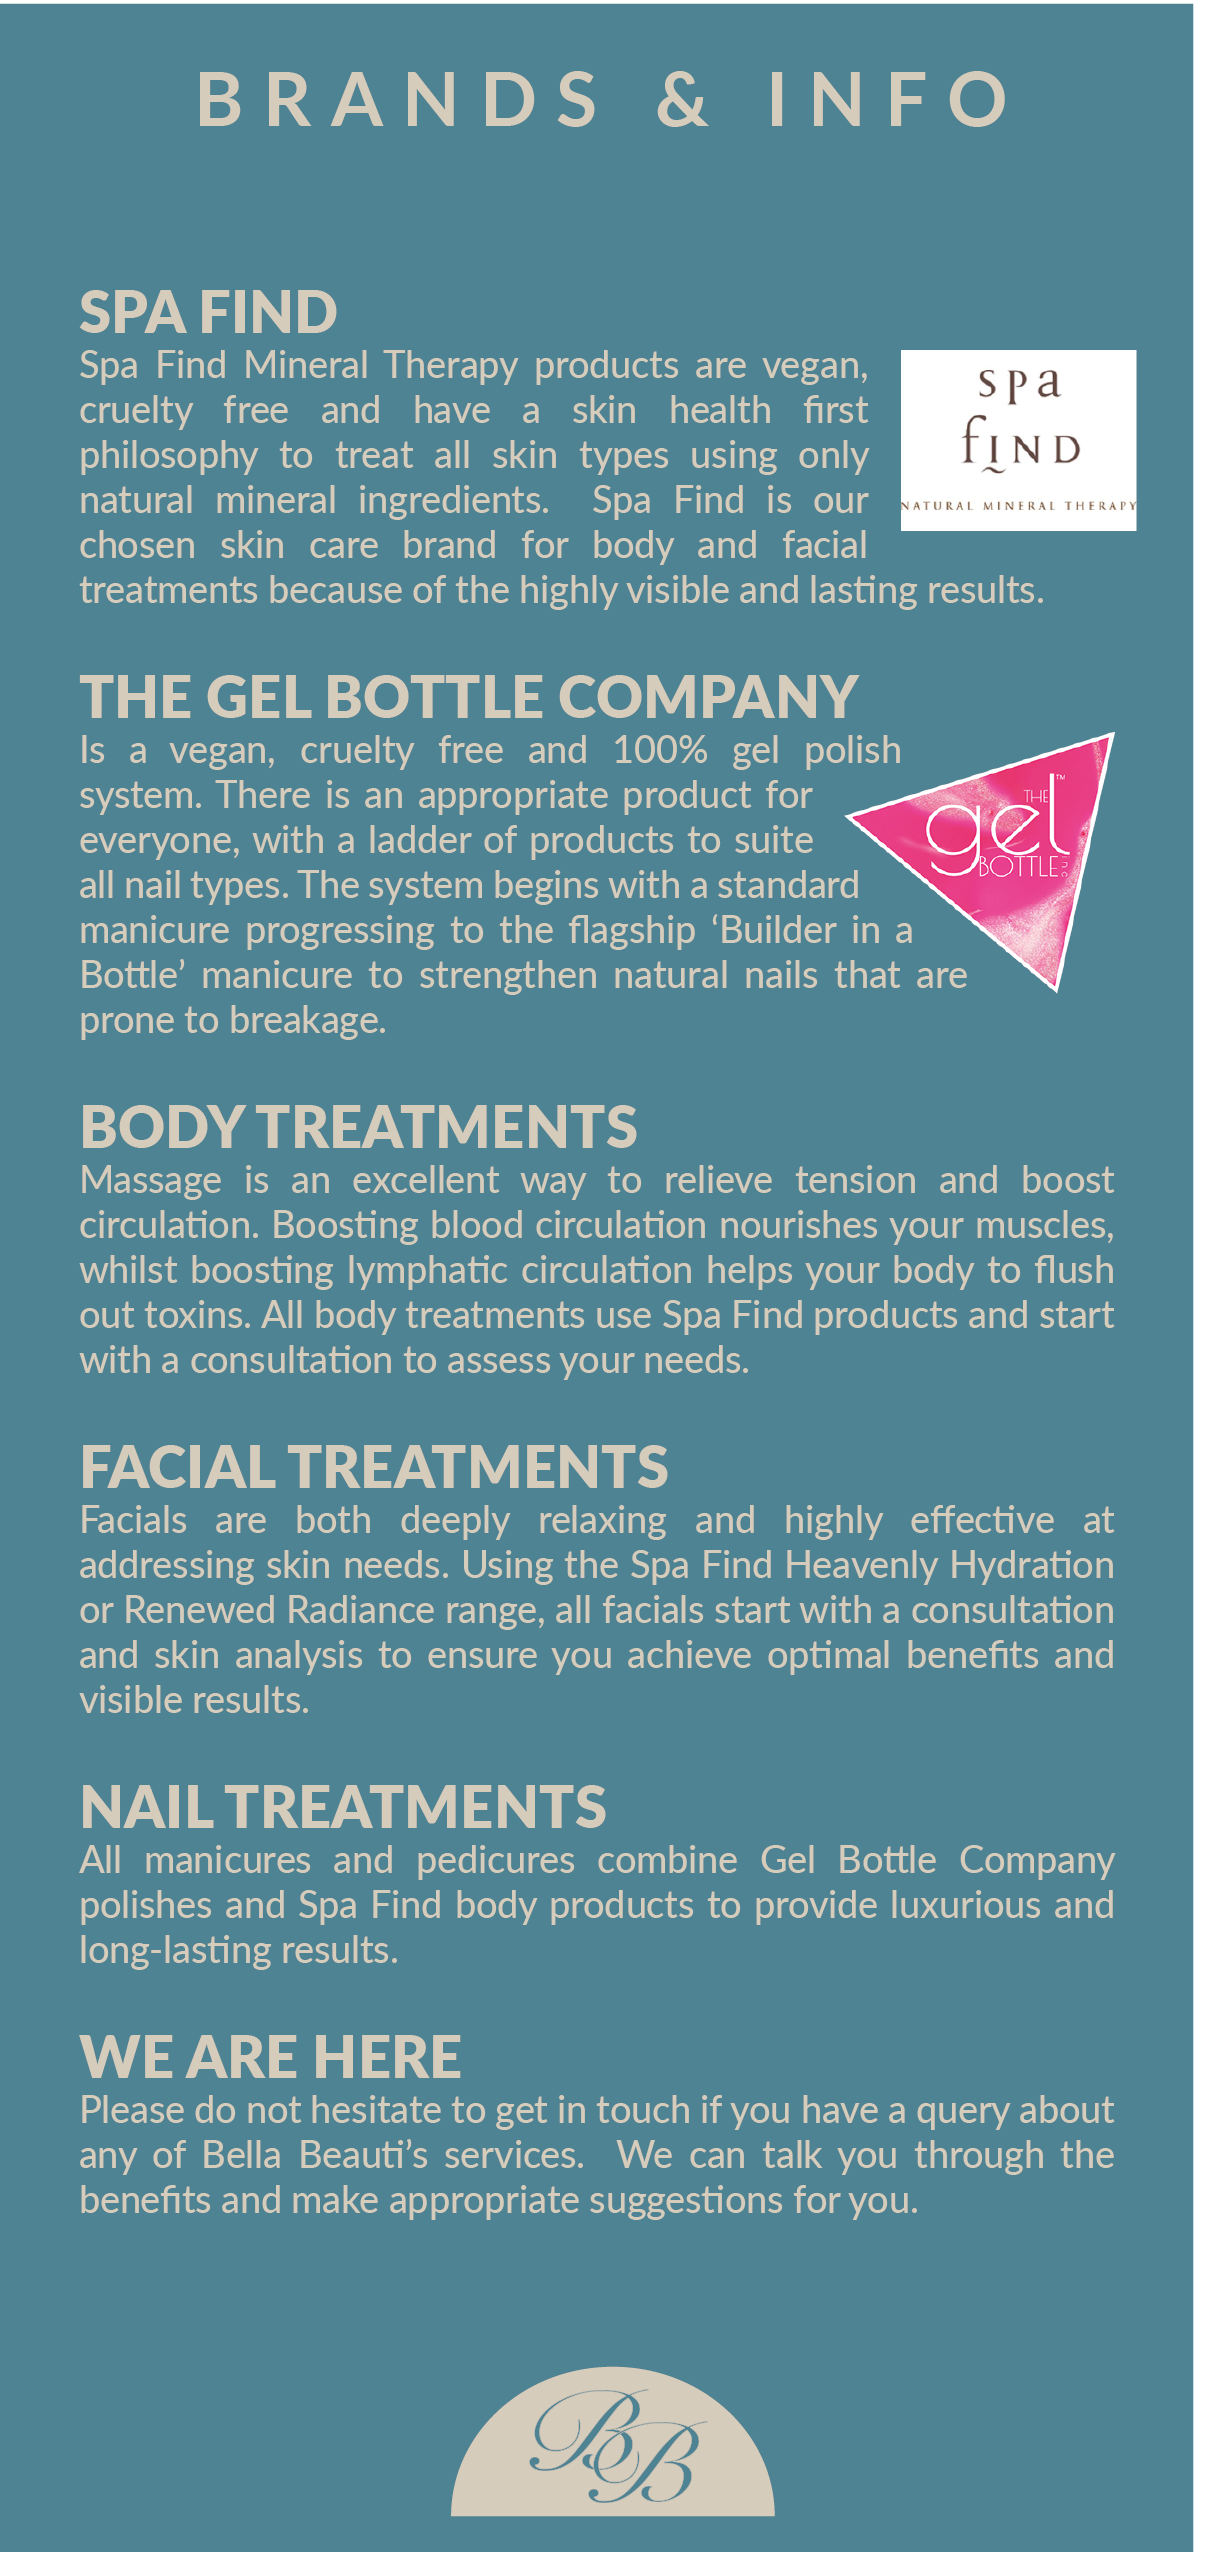 BRANDS & INFO
SPA FIND
Spa Find Mineral Therapy products are vegan,
cruelty free and have a skin health first
philosophy to treat all skin types using only
natural mineral ingredients. Spa Find is our
chosen skin care brand for body and facial
treatments because of the highly visible and lasting results.
spa
fIND
NATURAL MINERAL THERAPY
THE GEL BOTTLE COMPANY
Is a vegan, cruelty free and 100% gel polish
system. There is an appropriate product for
everyone, with a ladder of products to suite
all nail types. The system begins with a standard
manicure progressing to the flagship ‘Builder in a
Bottle’ manicure to strengthen natural nails that are
prone to breakage.
THE
gel™
BOTTLE
BODY TREATMENTS
Massage is an excellent way to relieve tension and boost
circulation. Boosting blood circulation nourishes your muscles,
whilst boosting lymphatic circulation helps your body to flush
out toxins. All body treatments use Spa Find products and start
with a consultation to assess your needs.
FACIAL TREATMENTS
Facials are both deeply relaxing and highly effective at
addressing skin needs. Using the Spa Find Heavenly Hydration
or Renewed Radiance range, all facials start with a consultation
and skin analysis to ensure you achieve optimal benefits and
visible results.
NAIL TREATMENTS
All manicures and pedicures combine Gel Bottle Company
polishes and Spa Find body products to provide luxurious and
long-lasting results.
WE ARE HERE
Please do not hesitate to get in touch if you have a query about
any of Bella Beauti’s services. We can talk you through the
benefits and make appropriate suggestions for you.
BB